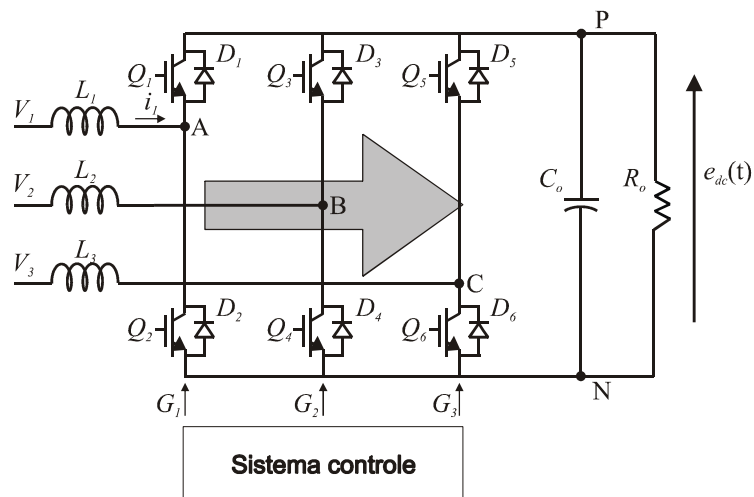 P
D1 D3 D5
Q1 Q3 Q5
V1 L1 i1 A
V2 L2 B Co Ro edc(t)
V3 L3 C
D2 D4 D6
Q2 Q4 Q6
N
G1 G2 G3
Sistema controle